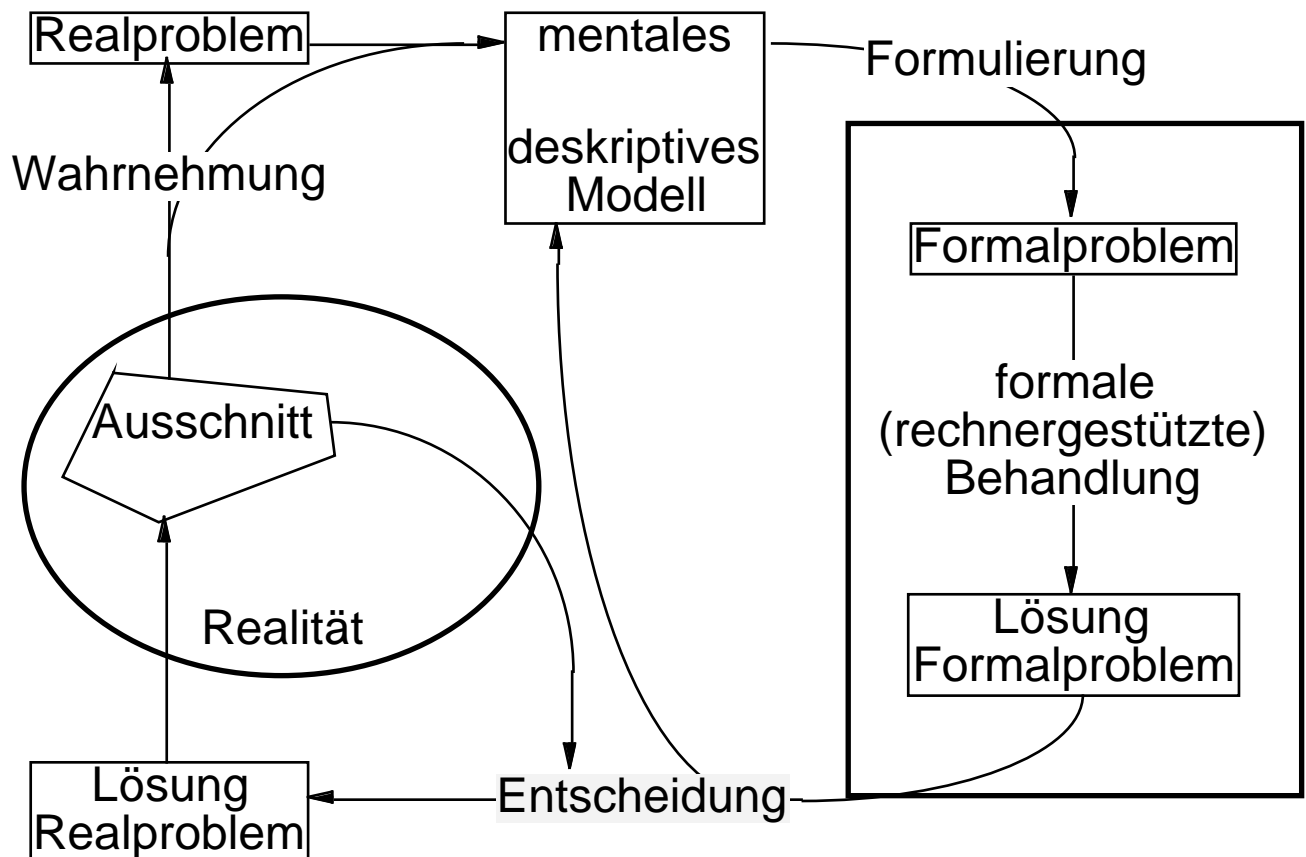 Realproblem
mentales
deskriptives
Modell
Formulierung
Wahrnehmung
Formalproblem
formale
(rechnergestützte)
Behandlung
Ausschnitt
Realität
Lösung
Formalproblem
Entscheidung
Lösung
Realproblem